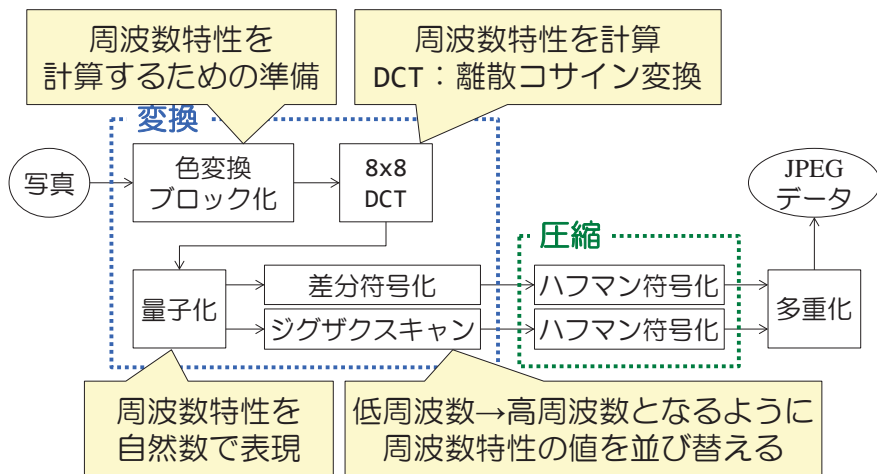 周波数特性を
計算するための準備
周波数特性を計算
DCT：離散コサイン変換
変換
写真
色変換
ブロック化
8x8
DCT
JPEG
データ
圧縮
量子化
差分符号化
ハフマン符号化
ジグザクスキャン
ハフマン符号化
多重化
周波数特性を
自然数で表現
低周波数→高周波数となるように
周波数特性の値を並び替える